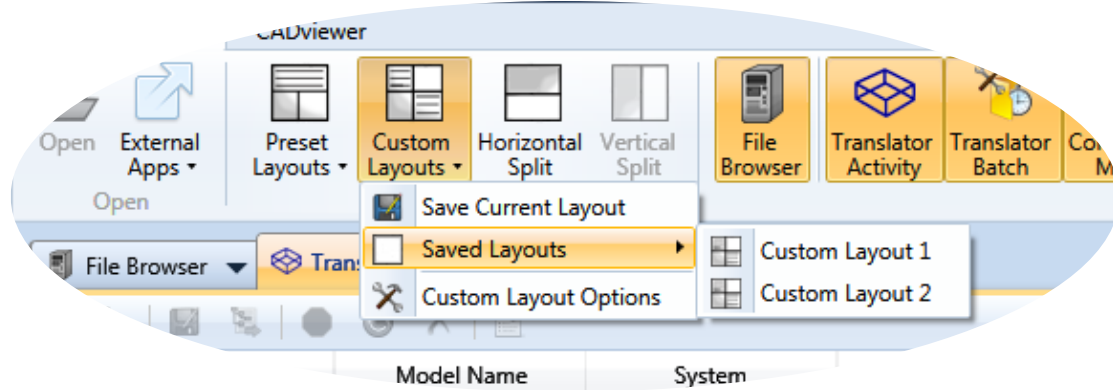 CADviewer
Open
External
Apps
Preset
Layouts
Custom
Layouts
Horizontal
Split
Vertical
Split
File
Browser
Translator
Activity
Translator
Batch
Open
Save Current Layout
Saved Layouts
Custom Layout Options
Custom Layout 1
Custom Layout 2
File Browser
Model Name
System